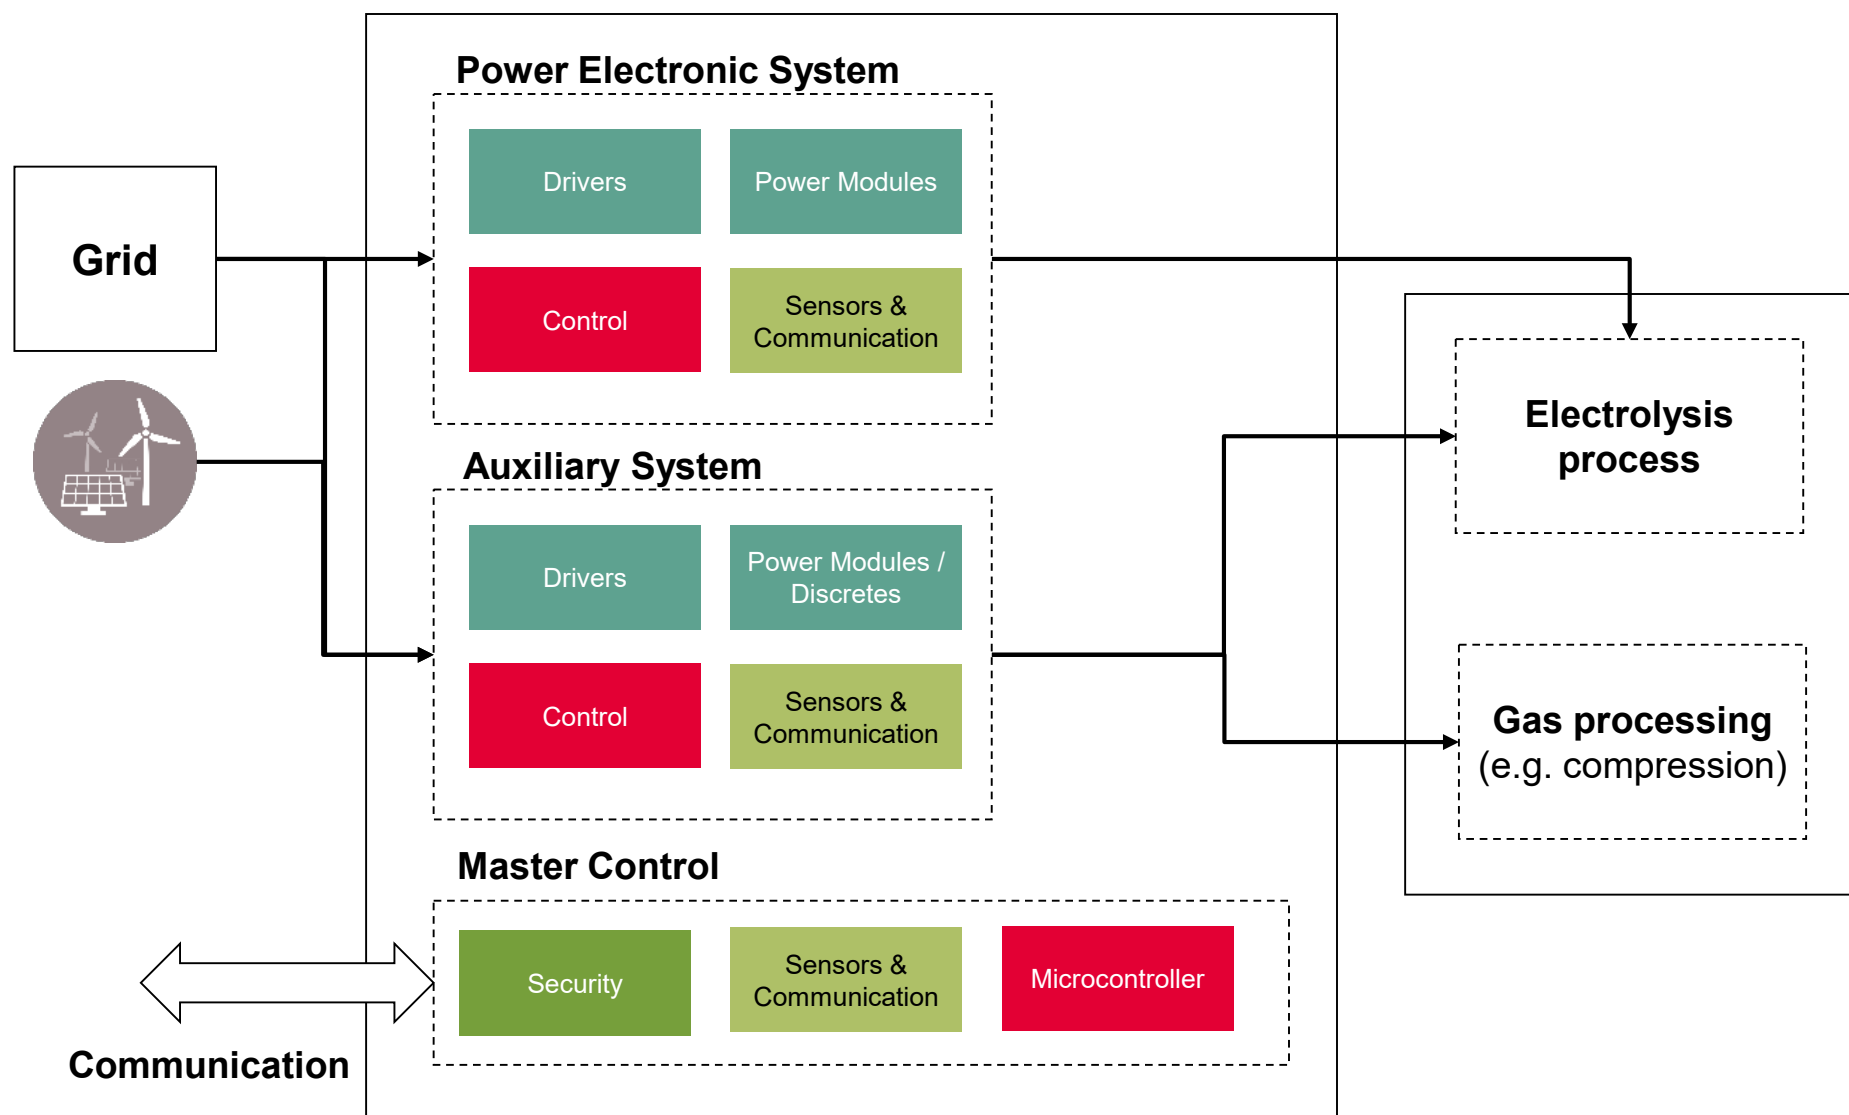 Power Electronic System
Drivers
Power Modules
Grid
Control
Sensors &
Communication
Electrolysis
process
Auxiliary System
Drivers
Power Modules /
Discretes
Control
Sensors &
Communication
Gas processing
(e.g. compression)
Master Control
Security
Sensors &
Communication
Microcontroller
Communication